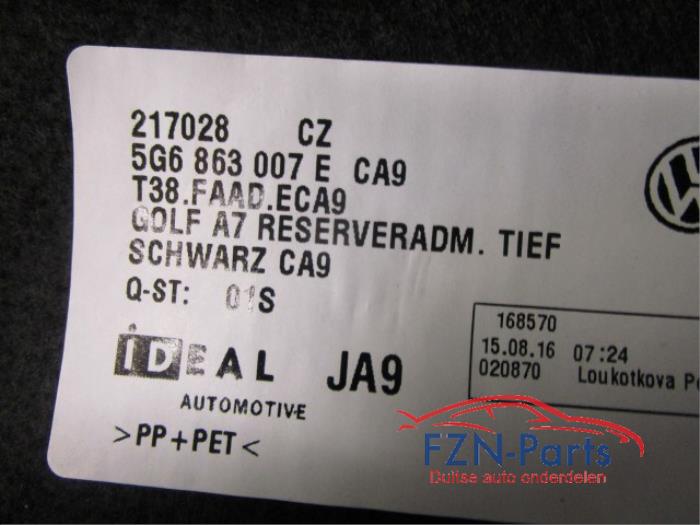 217028 CZ
5G6 863 007 E CA9
T38.FAAD.ECA9
GOLF A7 RESERVERADM. TIEF
SCHWARZ CA9
Q-ST: 01S
168570
15.08.16 07:24
020870 Loukotkova Pe
iDEAL JA9
AUTOMOTIVE
>PP+PET<
FZN-Parts
Duitse auto onderdelen